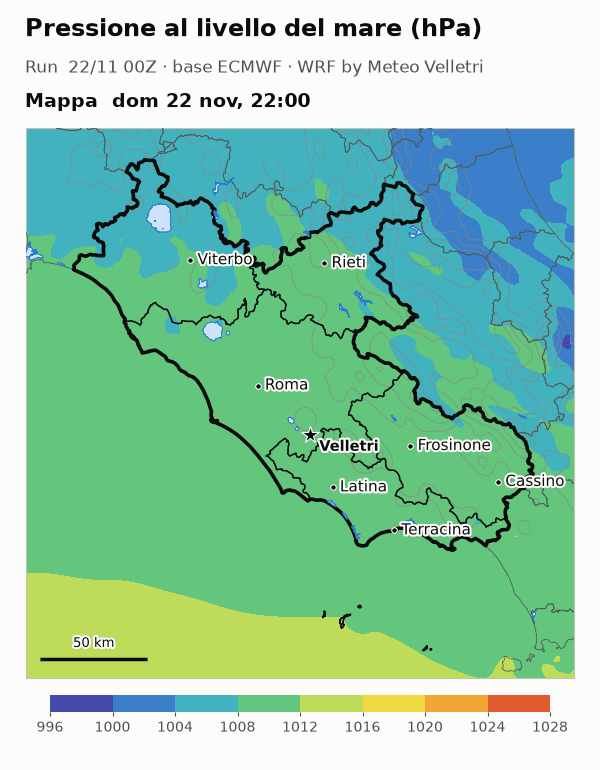 Pressione al livello del mare (hPa)
Run  22/11 00Z · base ECMWF · WRF by Meteo Velletri
Mappa  dom 22 nov, 22:00
Viterbo
Rieti
Roma
Velletri
Frosinone
Latina
Cassino
Terracina
50 km
996 1000 1004 1008 1012 1016 1020 1024 1028